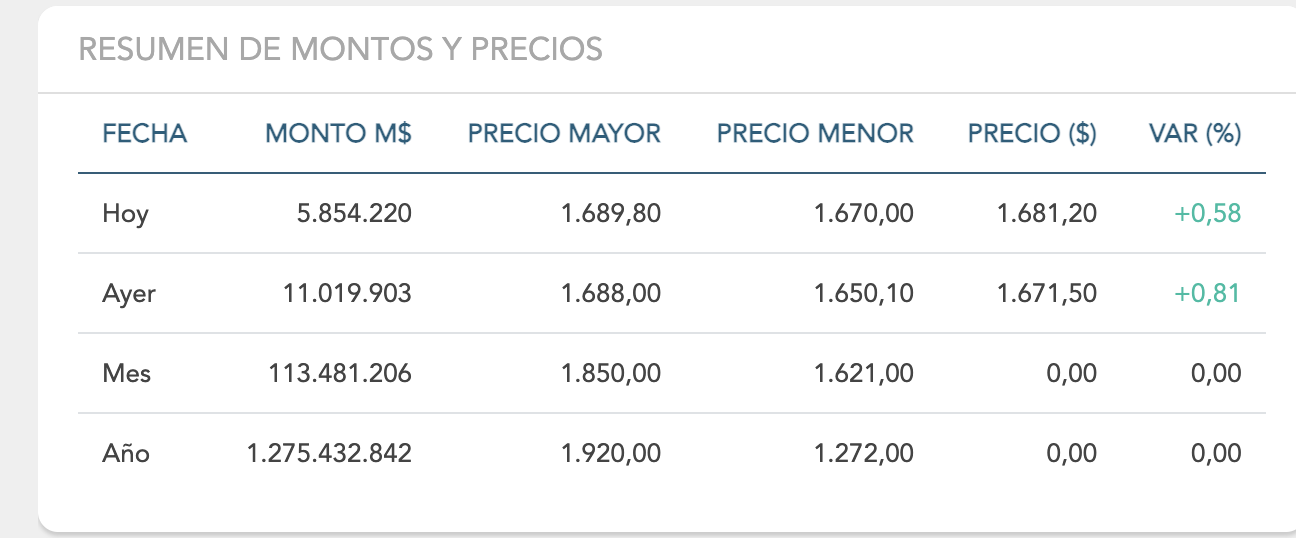 RESUMEN DE MONTOS Y PRECIOS
FECHA MONTO M$ PRECIO MAYOR PRECIO MENOR PRECIO ($) VAR (%)
Hoy 5.854.220 1.689,80 1.670,00 1.681,20 +0,58
Ayer 11.019.903 1.688,00 1.650,10 1.671,50 +0,81
Mes 113.481.206 1.850,00 1.621,00 0,00 0,00
Año 1.275.432.842 1.920,00 1.272,00 0,00 0,00